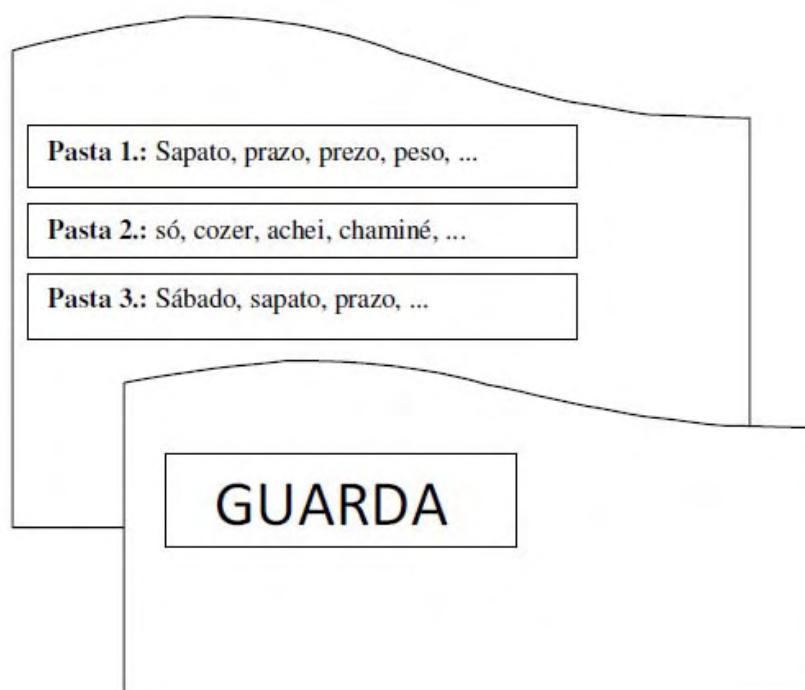 Pasta 1.: Sapato, prazo, prezo, peso, ...
Pasta 2.: só, cozer, achei, chaminé, ...
Pasta 3.: Sábado, sapato, prazo, ...
GUARDA